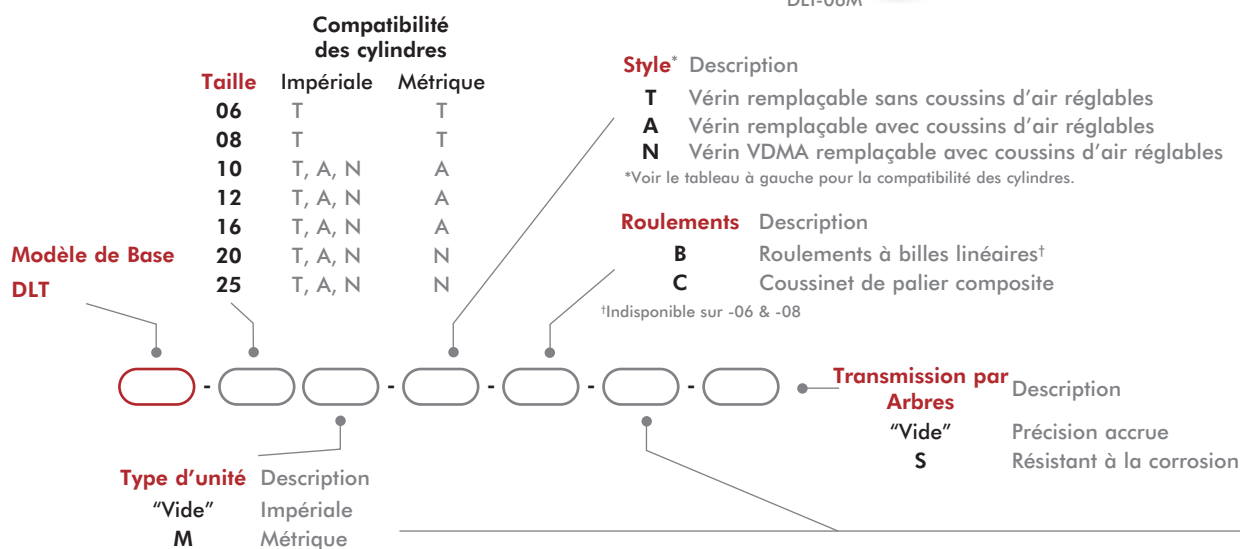 DLT-06M
Compatibilité
des cylindres
Taille Impériale Métrique
06 T T
08 T T
10 T, A, N A
12 T, A, N A
16 T, A, N A
20 T, A, N N
25 T, A, N N
Modèle de Base
DLT
Style* Description
T Vérin remplaçable sans coussins d'air réglables
A Vérin remplaçable avec coussins d'air réglables
N Vérin VDMA remplaçable avec coussins d'air réglables
*Voir le tableau à gauche pour la compatibilité des cylindres.
Roulements Description
B Roulements à billes linéaires†
C Coussinet de palier composite
†Indisponible sur -06 & -08
- - - - -
Transmission par
Arbres Description
“Vide” Précision accrue
S Résistant à la corrosion
Type d'unité Description
“Vide” Impériale
M Métrique